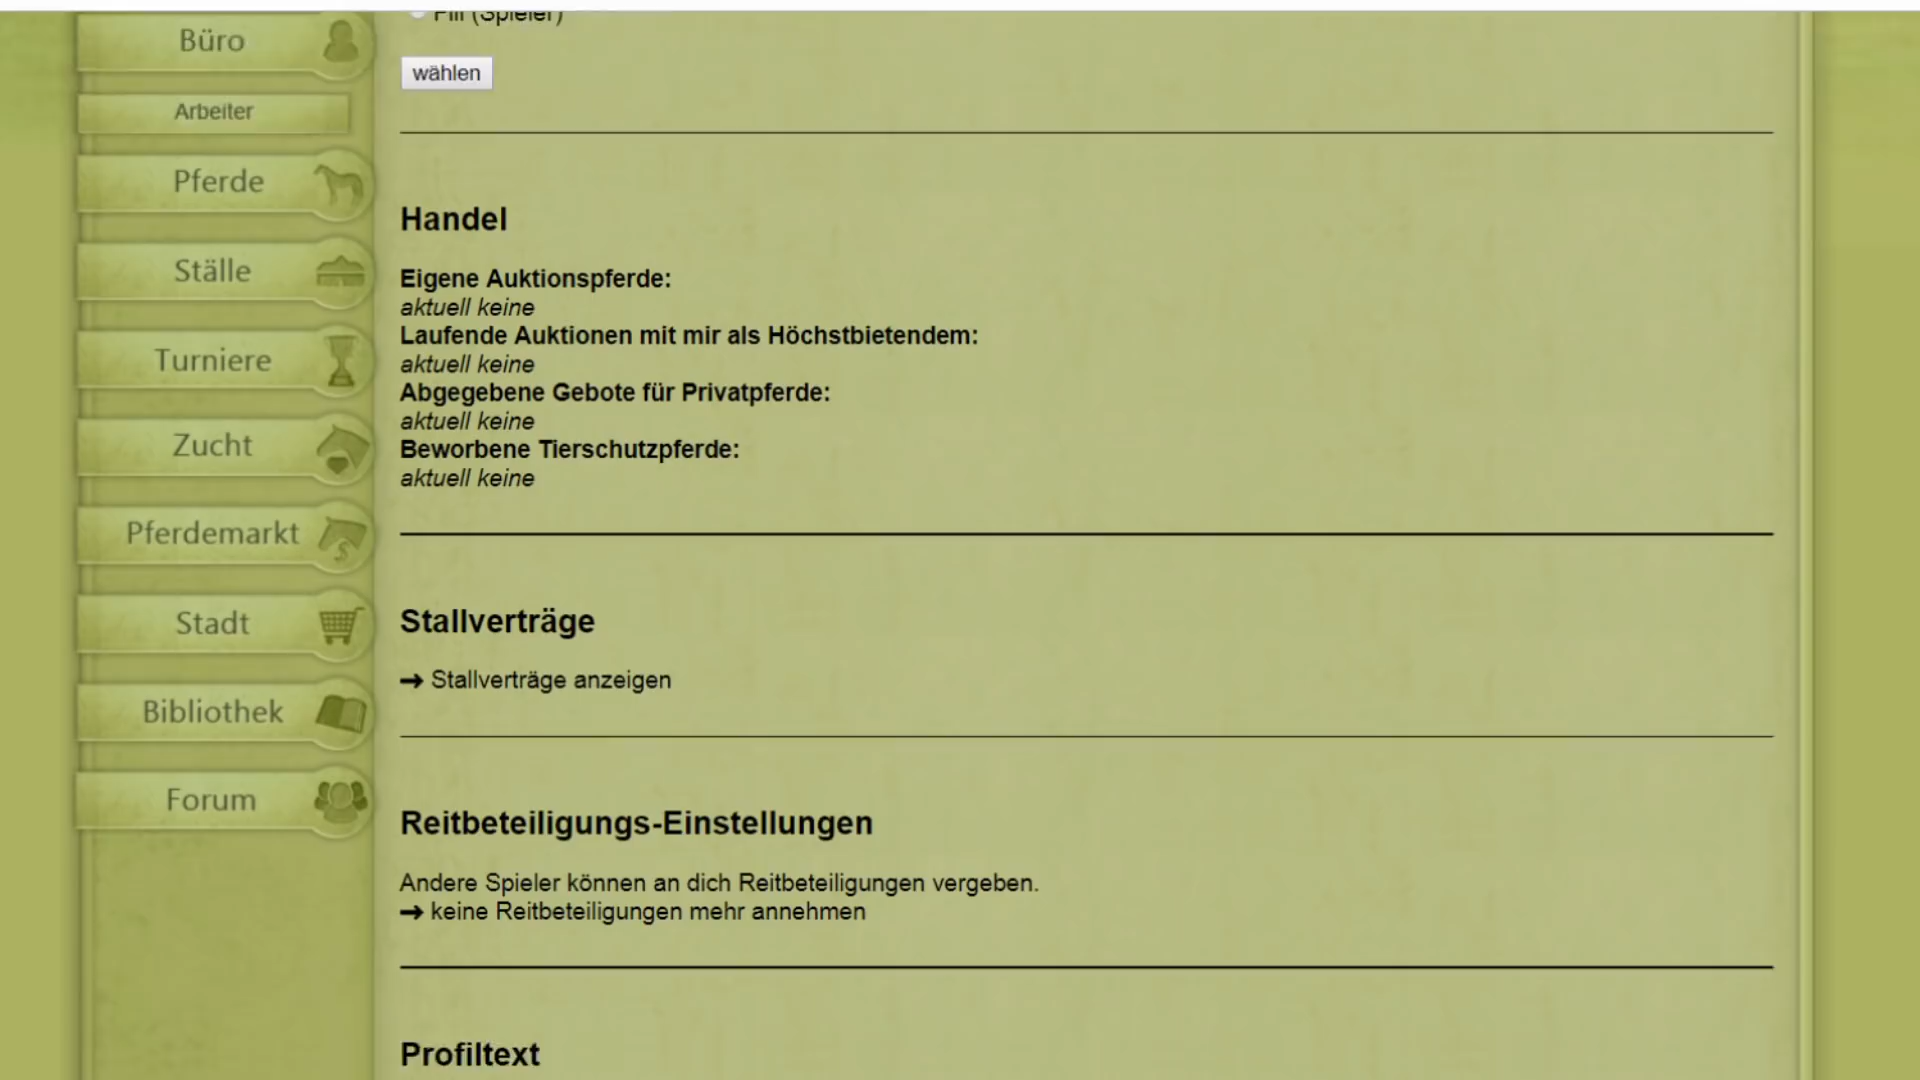 Büro
Arbeiter
Pferde
Ställe
Turniere
Zucht
Pferdemarkt
Stadt
Bibliothek
Forum
(Spieler)
wählen
Handel
Eigene Auktionspferde:
aktuell keine
Laufende Auktionen mit mir als Höchstbietendem:
aktuell keine
Abgegebene Gebote für Privatpferde:
aktuell keine
Beworbene Tierschutzpferde:
aktuell keine
Stallverträge
➞ Stallverträge anzeigen
Reitbeteiligungs-Einstellungen
Andere Spieler können an dich Reitbeteiligungen vergeben.
➞ keine Reitbeteiligungen mehr annehmen
Profiltext